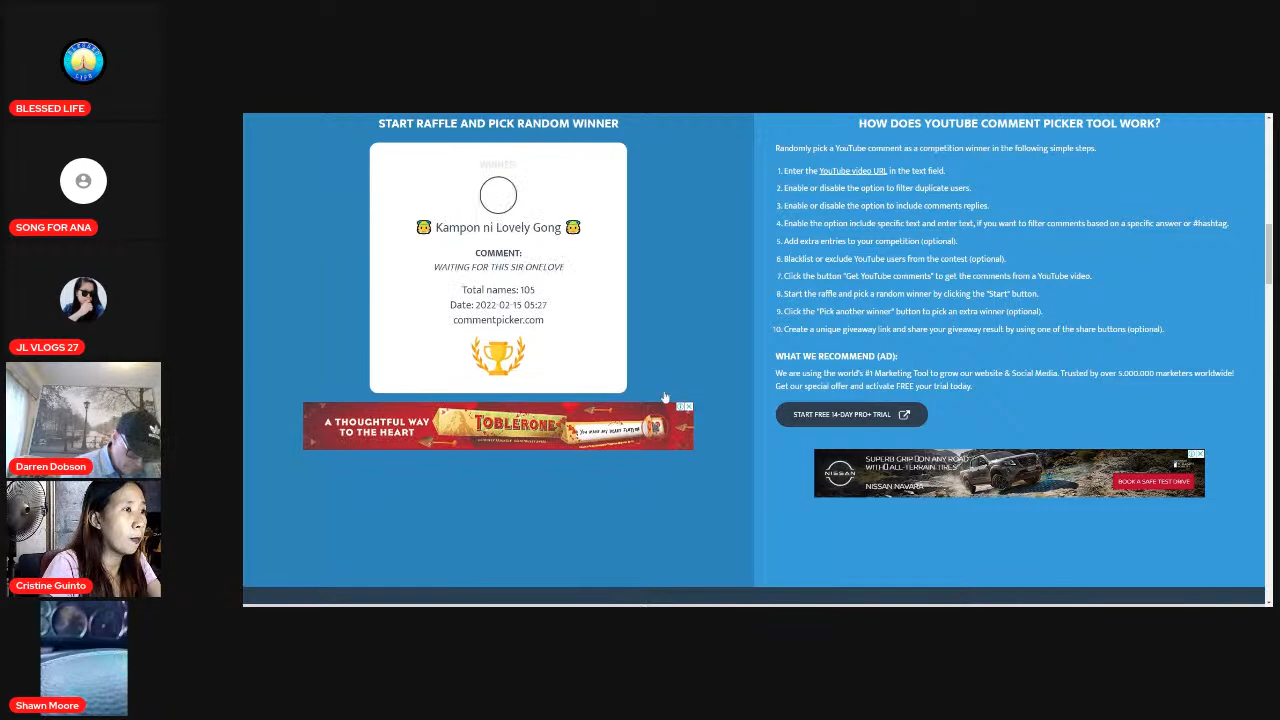 BLESSED LIFE
SONG FOR ANA
JL VLOGS 27
Darren Dobson
Cristine Guinto
Shawn Moore
START RAFFLE AND PICK RANDOM WINNER
WINNER:
Kampon ni Lovely Gong
COMMENT:
WAITING FOR THIS SIR ONELOVE
Total names: 105
Date: 2022-02-15 05:27
commentpicker.com
A THOUGHTFUL WAY
TO THE HEART
TOBLERONE
HOW DOES YOUTUBE COMMENT PICKER TOOL WORK?
Randomly pick a YouTube comment as a competition winner in the following simple steps.
1. Enter the YouTube video URL in the text field.
2. Enable or disable the option to filter duplicate users.
3. Enable or disable the option to include comments replies.
4. Enable the option include specific text and enter text, if you want to filter comments based on a specific answer or #hashtag.
5. Add extra entries to your competition (optional).
6. Blacklist or exclude YouTube users from the contest (optional).
7. Click the button "Get YouTube comments" to get the comments from a YouTube video.
8. Start the raffle and pick a random winner by clicking the "Start" button.
9. Click the "Pick another winner" button to pick an extra winner (optional).
10. Create a unique giveaway link and share your giveaway result by using one of the share buttons (optional).
WHAT WE RECOMMEND (AD):
We are using the world's #1 Marketing Tool to grow our website & Social Media. Trusted by over 5.000.000 marketers worldwide!
Get our special offer and activate FREE your trial today.
START FREE 14-DAY PRO+ TRIAL
NISSAN
SUPERB GRIP ON ANY ROAD
WITH ALL-TERRAIN TIRES
NISSAN NAVARA
BOOK A SAFE TEST DRIVE